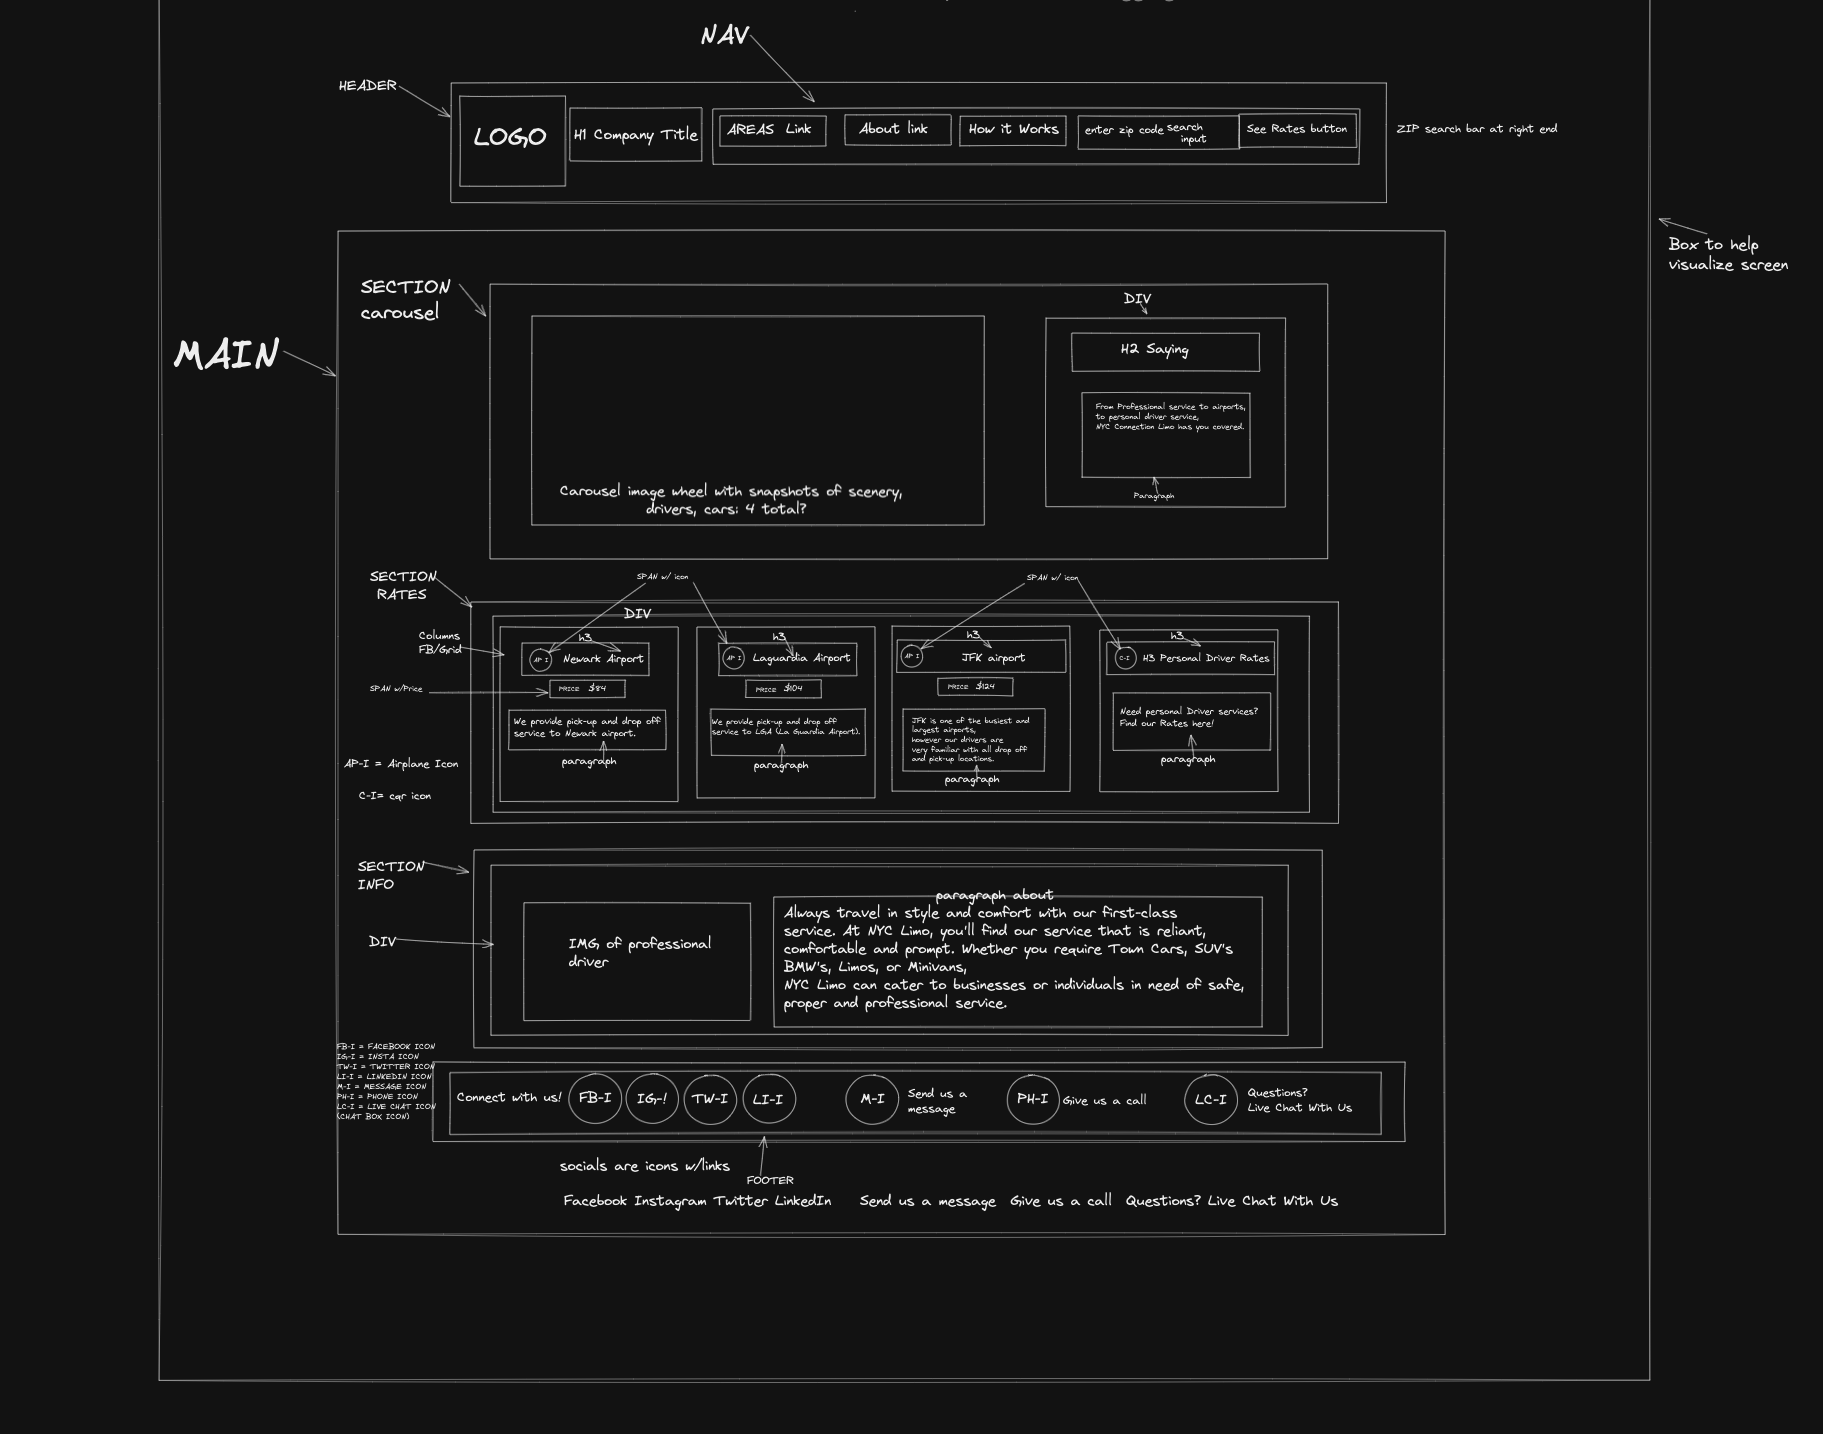 NAV
HEADER
LOGO
H1 Company Title
AREAS Link
About link
How it Works
enter zip code search
input
See Rates button
ZIP search bar at right end
Box to help
visualize screen
MAIN
SECTION
carousel
Carousel image wheel with snapshots of scenery,
drivers, cars: 4 total?
DIV
H2 Saying
From Professional service to airports,
to personal driver service,
NYC Connection Limo has you covered.
Paragraph
SECTION
RATES
SPAN w/ icon
SPAN w/ icon
DIV
Columns
FB/Grid
SPAN w/Price
h3
AP-I
Newark Airport
PRICE $84
We provide pick-up and drop off
service to Newark airport.
paragraph
h3
AP-I
Laguardia Airport
PRICE $104
We provide pick-up and drop off
service to LGA (La Guardia Airport).
paragraph
h3
AP-I
JFK airport
PRICE $124
JFK is one of the busiest and
largest airports,
however our drivers are
very familiar with all drop off
and pick-up locations.
paragraph
h3
C-I
H3 Personal Driver Rates
Need personal Driver services?
Find our Rates here!
paragraph
AP-I = Airplane Icon
C-I= car icon
SECTION
INFO
DIV
IMG of professional
driver
paragraph about
Always travel in style and comfort with our first-class
service. At NYC Limo, you'll find our service that is reliant,
comfortable and prompt. Whether you require Town Cars, SUV's
BMW's, Limos, or Minivans,
NYC Limo can cater to businesses or individuals in need of safe,
proper and professional service.
FB-I = FACEBOOK ICON
IG-I = INSTA ICON
TW-I = TWITTER ICON
LI-I = LINKEDIN ICON
M-I = MESSAGE ICON
PH-I = PHONE ICON
LC-I = LIVE CHAT ICON
(CHAT BOX ICON)
Connect with us!
FB-I
IG-!
TW-I
LI-I
M-I
Send us a
message
PH-I
Give us a call
LC-I
Questions?
Live Chat With Us
socials are icons w/links
FOOTER
Facebook Instagram Twitter LinkedIn
Send us a message
Give us a call
Questions? Live Chat With Us